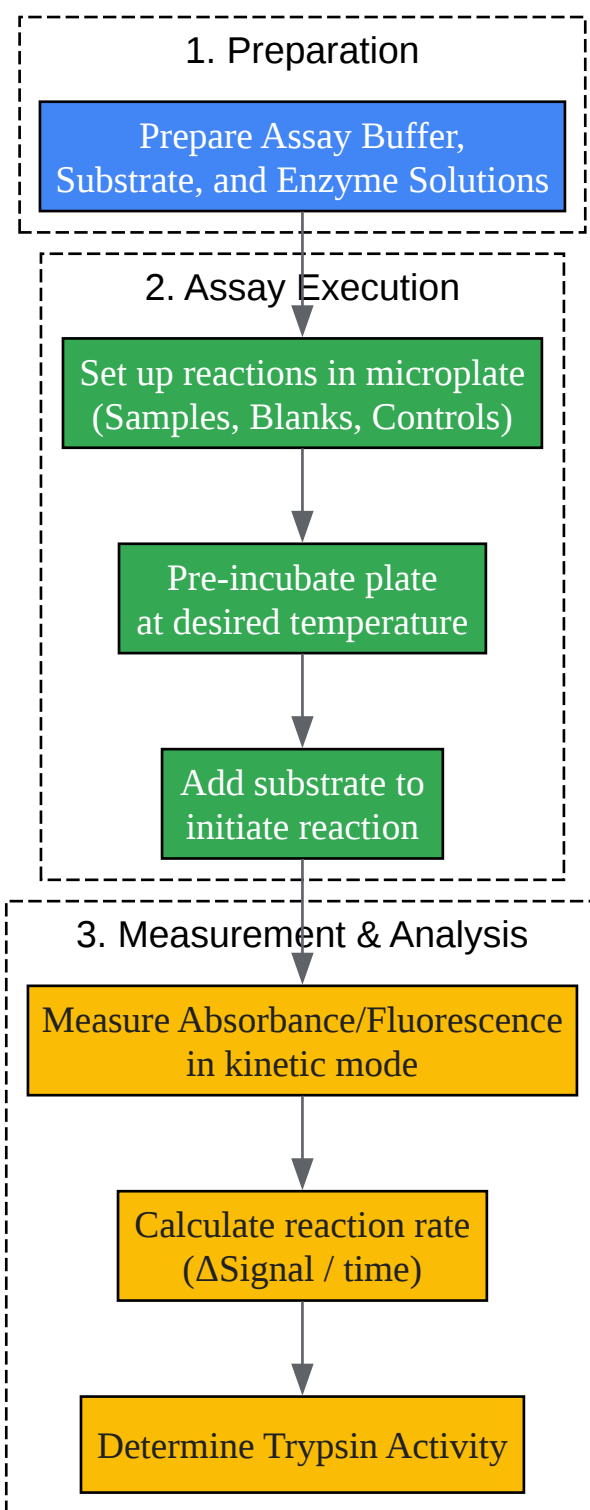 1. Preparation
Prepare Assay Buffer,
Substrate, and Enzyme Solutions
2. Assay Execution
Set up reactions in microplate
(Samples, Blanks, Controls)
Pre-incubate plate
at desired temperature
Add substrate to
initiate reaction
3. Measurement & Analysis
Measure Absorbance/Fluorescence
in kinetic mode
Calculate reaction rate
(ΔSignal / time)
Determine Trypsin Activity